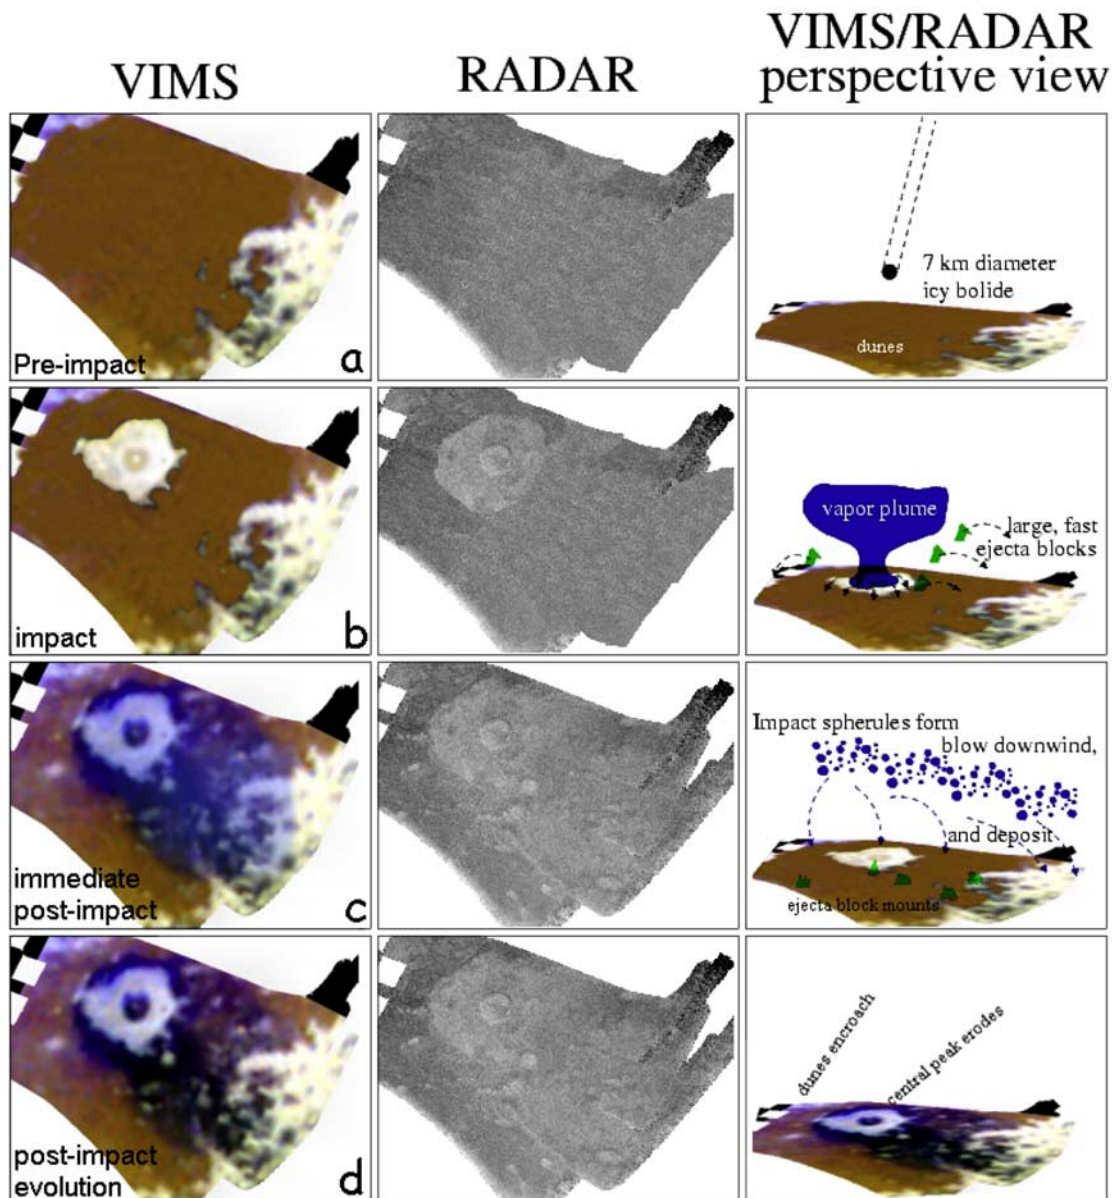 VIMS
RADAR
VIMS/RADAR
perspective view
Pre-impact
a
7 km diameter
icy bolide
dunes
impact
b
vapor plume
large, fast
ejecta blocks
immediate
post-impact
c
Impact spherules form
blow downwind,
and deposit
ejecta block mounts
post-impact
evolution
d
dunes encroach
central peak erodes